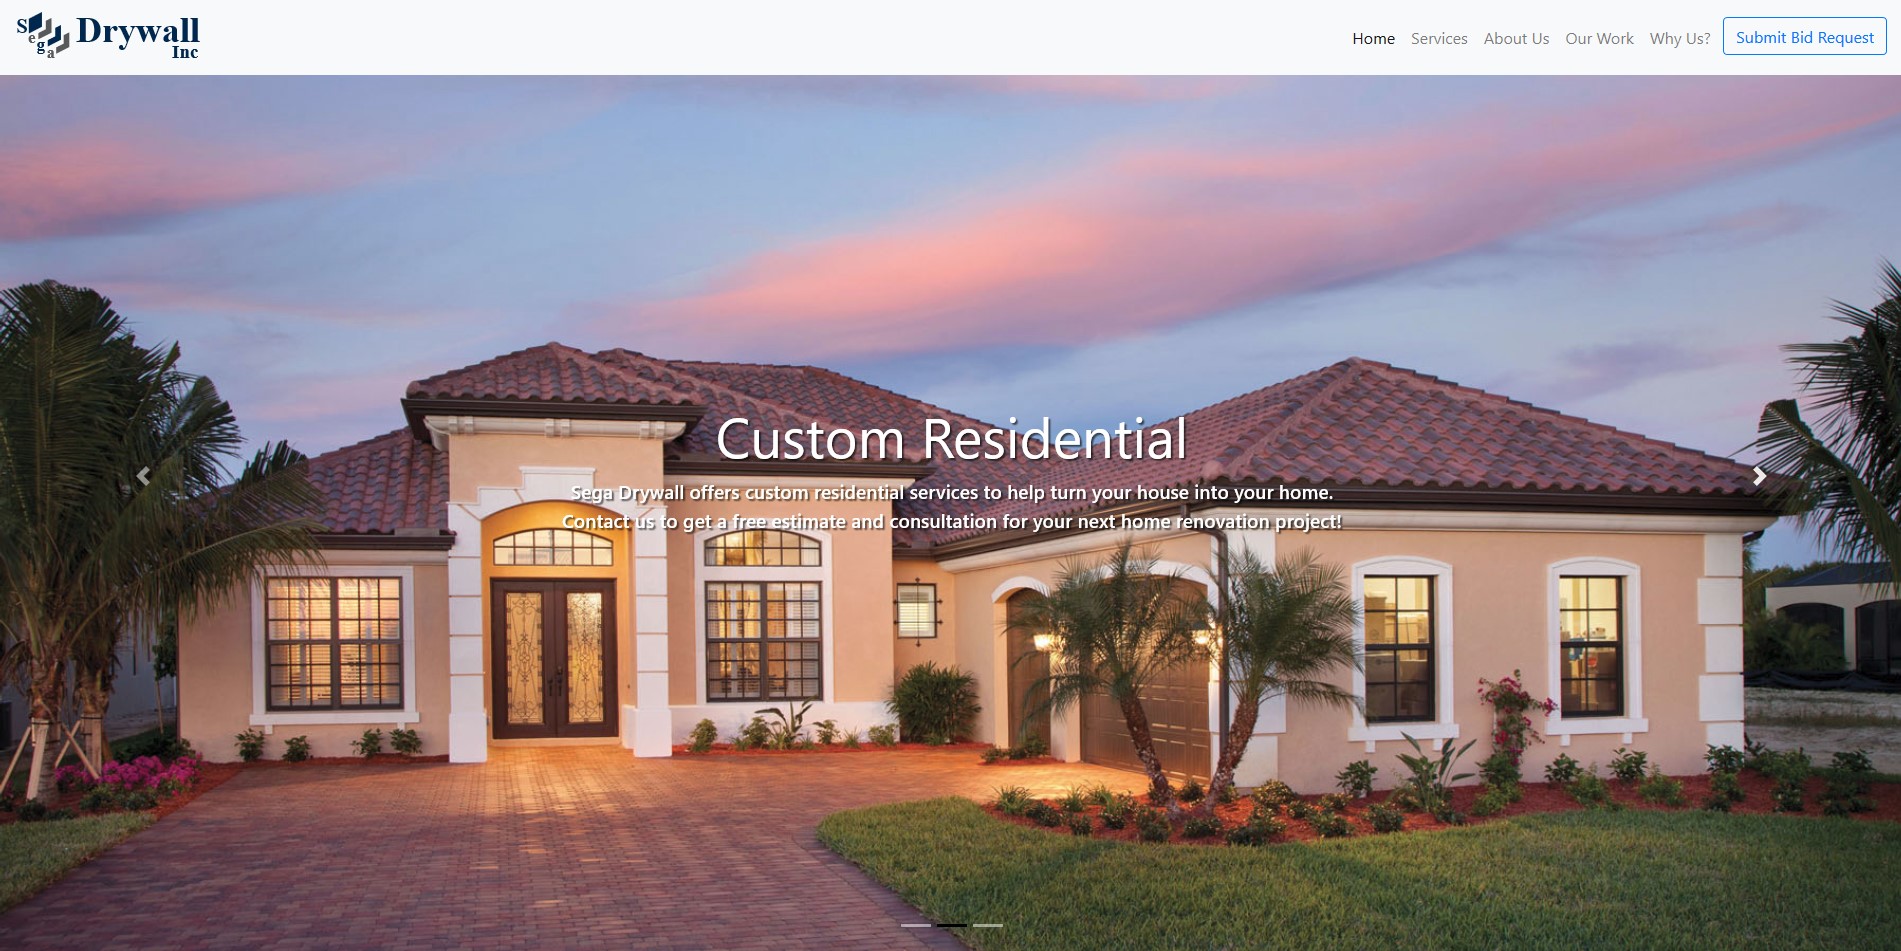 Sega Drywall
Inc
Home Services About Us Our Work Why Us? Submit Bid Request
Custom Residential
Sega Drywall offers custom residential services to help turn your house into your home.
Contact us to get a free estimate and consultation for your next home renovation project!